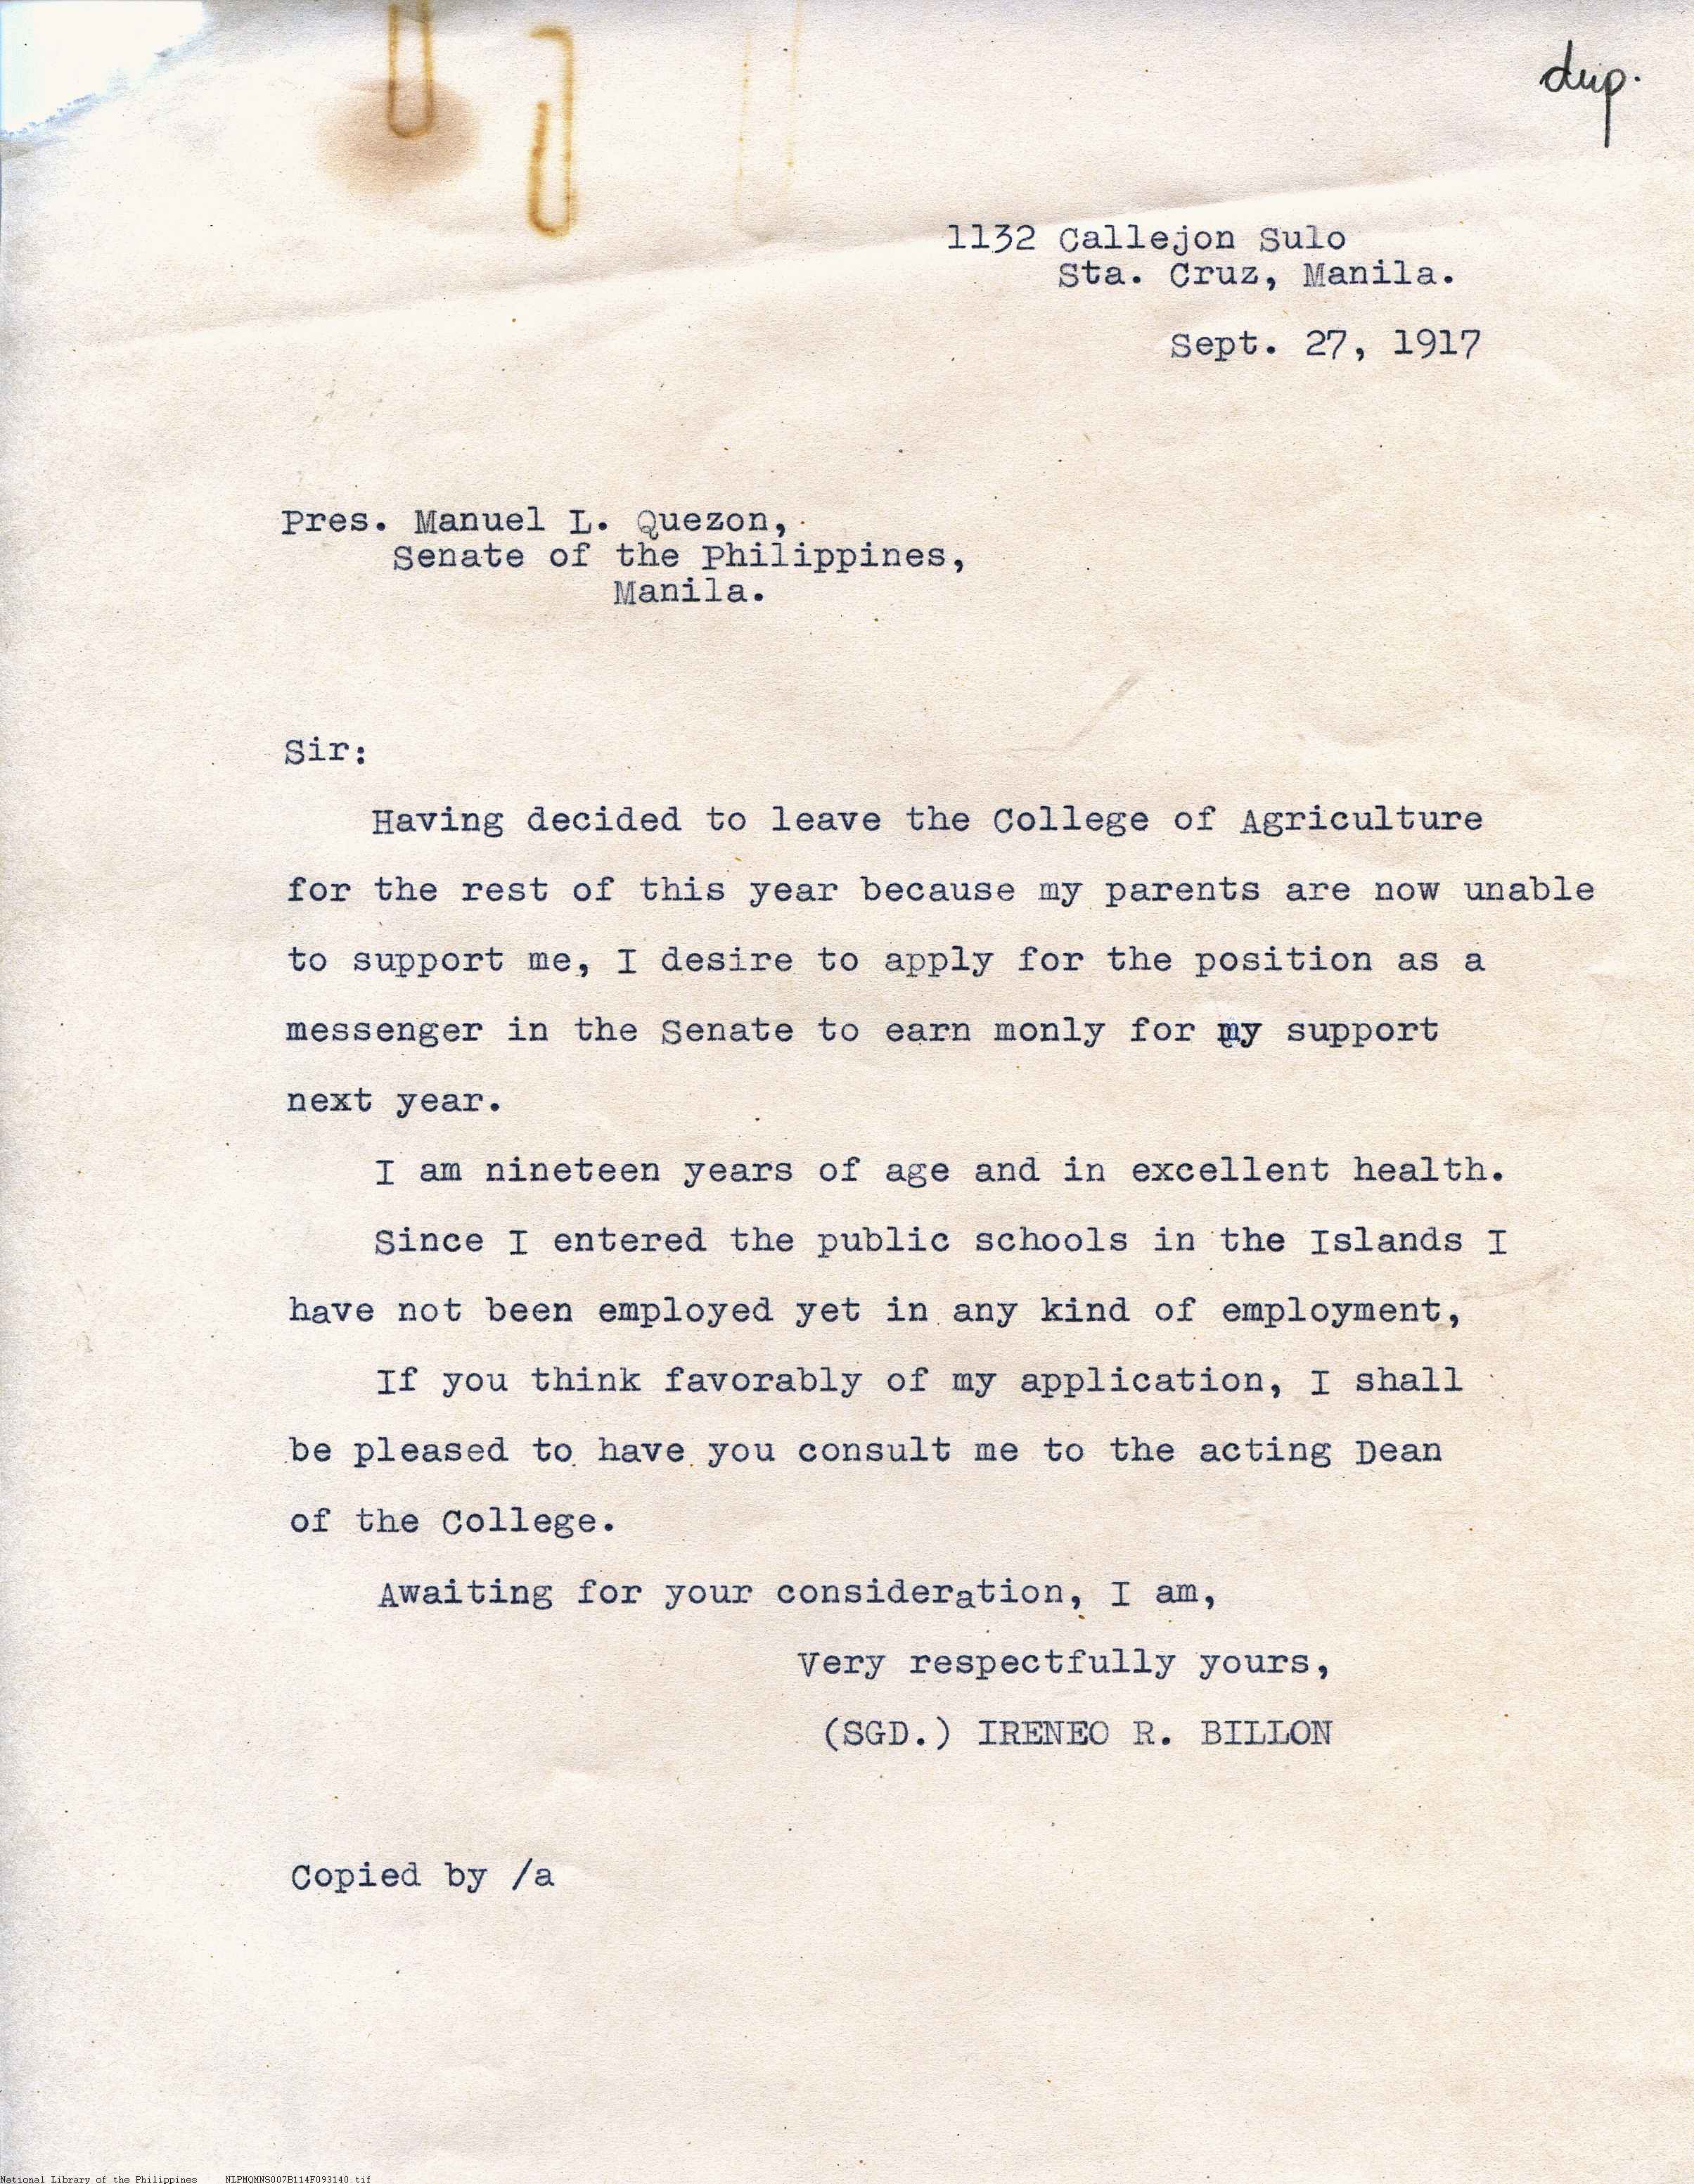 dup.
1132 Callejon Sulo
Sta. Cruz, Manila.
Sept. 27, 1917
Pres. Manuel L. Quezon,
Senate of the Philippines,
Manila.
Sir:
Having decided to leave the College of Agriculture
for the rest of this year because my parents are now unable
to support me, I desire to apply for the position as a
messenger in the Senate to earn monly for my support
next year.
I am nineteen years of age and in excellent health.
Since I entered the public schools in the Islands I
have not been employed yet in any kind of employment,
If you think favorably of my application, I shall
be pleased to have you consult me to the acting Dean
of the College.
Awaiting for your consideration, I am,
Very respectfully yours,
(SGD.) IRENEO R. BILLON
Copied by /a
National Library of the Philippines NLPMQMNS007B114F093140.tif